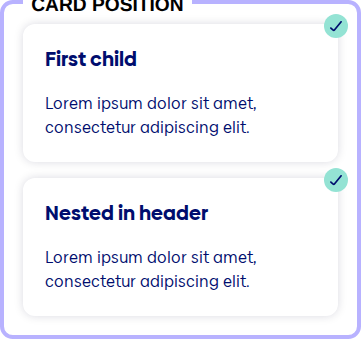 CARD POSITION
First child
Lorem ipsum dolor sit amet,
consectetur adipiscing elit.
Nested in header
Lorem ipsum dolor sit amet,
consectetur adipiscing elit.